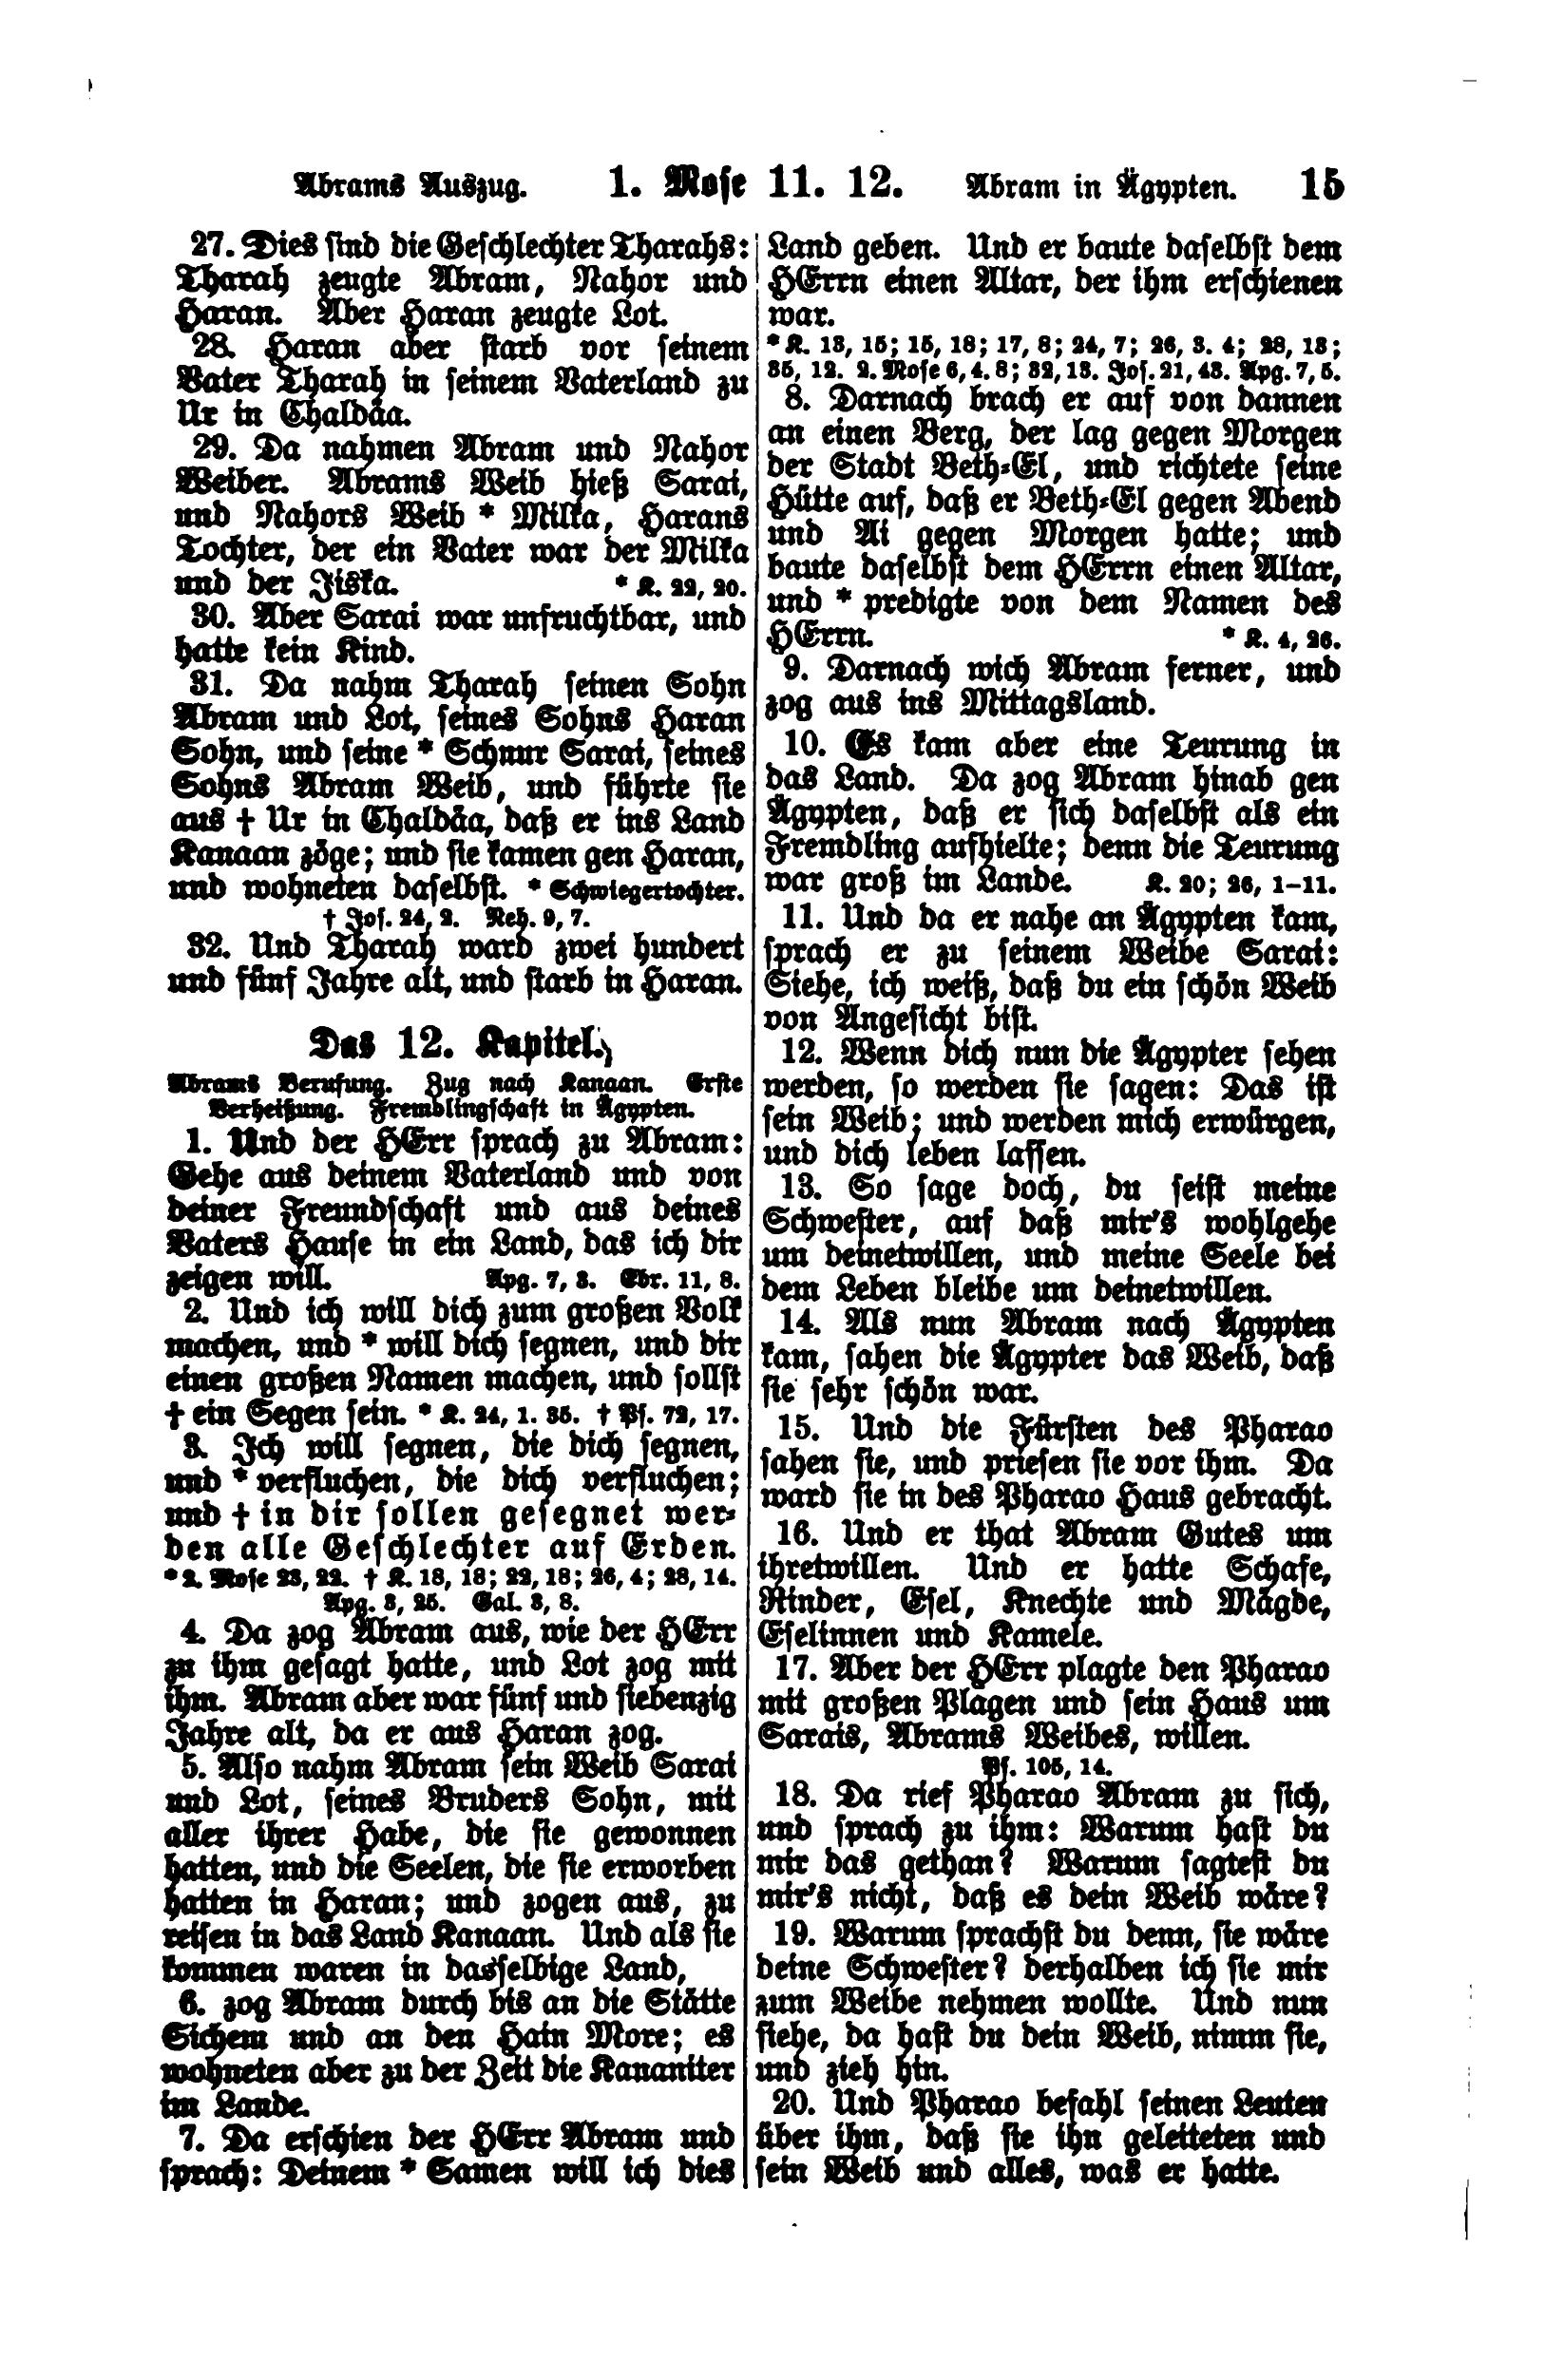 Abrams Auszug. 1. Mose 11. 12. Abram in Ägypten. 15
27. Dies sind die Geschlechter Tharahs:
Tharah zeugte Abram, Nahor und
Haran. Aber Haran zeugte Lot.
28. Haran aber starb vor seinem
Vater Tharah in seinem Vaterland zu
Ur in Chaldäa.
29. Da nahmen Abram und Nahor
Weiber. Abrams Weib hieß Sarai,
und Nahors Weib * Milka, Harans
Tochter, der ein Vater war der Milka
und der Jiska. * K. 22, 20.
30. Aber Sarai war unfruchtbar, und
hatte kein Kind.
31. Da nahm Tharah seinen Sohn
Abram und Lot, seines Sohns Haran
Sohn, und seine * Schnur Sarai, seines
Sohns Abram Weib, und führte sie
aus † Ur in Chaldäa, daß er ins Land
Kanaan zöge; und sie kamen gen Haran,
und wohneten daselbst. * Schwiegertochter.
† Jos. 24, 2. Neh. 9, 7.
32. Und Tharah ward zwei hundert
und fünf Jahre alt, und starb in Haran.
Das 12. Kapitel.
Abrams Berufung. Zug nach Kanaan. Erste
Verheißung. Fremdlingschaft in Ägypten.
1. Und der HErr sprach zu Abram:
Gehe aus deinem Vaterland und von
deiner Freundschaft und aus deines
Vaters Hause in ein Land, das ich dir
zeigen will. Apg. 7, 3. Ebr. 11, 8.
2. Und ich will dich zum großen Volk
machen, und * will dich segnen, und dir
einen großen Namen machen, und sollst
† ein Segen sein. * K. 24, 1. 35. † Ps. 72, 17.
3. Ich will segnen, die dich segnen,
und * verfluchen, die dich verfluchen;
und † in dir sollen gesegnet wer-
den alle Geschlechter auf Erden.
* 2. Mose 23, 22. † K. 18, 18; 22, 18; 26, 4; 28, 14.
Apg. 3, 25. Gal. 3, 8.
4. Da zog Abram aus, wie der HErr
zu ihm gesagt hatte, und Lot zog mit
ihm. Abram aber war fünf und siebenzig
Jahre alt, da er aus Haran zog.
5. Also nahm Abram sein Weib Sarai
und Lot, seines Bruders Sohn, mit
aller ihrer Habe, die sie gewonnen
hatten, und die Seelen, die sie erworben
hatten in Haran; und zogen aus, zu
reisen in das Land Kanaan. Und als sie
kommen waren in dasselbige Land,
6. zog Abram durch bis an die Stätte
Sichem und an den Hain More; es
wohneten aber zu der Zeit die Kananiter
im Lande.
7. Da erschien der HErr Abram und
sprach: Deinem * Samen will ich dies
Land geben. Und er baute daselbst dem
HErrn einen Altar, der ihm erschienen
war.
* K. 13, 15; 15, 18; 17, 8; 24, 7; 26, 3. 4; 28, 13;
35, 12. 2. Mose 6, 4. 8; 32, 13. Jos. 21, 43. Apg. 7, 5.
8. Darnach brach er auf von dannen
an einen Berg, der lag gegen Morgen
der Stadt Beth-El, und richtete seine
Hütte auf, daß er Beth-El gegen Abend
und Ai gegen Morgen hatte; und
baute daselbst dem HErrn einen Altar,
und * predigte von dem Namen des
HErrn. * K. 4, 26.
9. Darnach wich Abram ferner, und
zog aus ins Mittagsland.
10. Es kam aber eine Teurung in
das Land. Da zog Abram hinab gen
Ägypten, daß er sich daselbst als ein
Fremdling aufhielte; denn die Teurung
war groß im Lande. K. 20; 26, 1–11.
11. Und da er nahe an Ägypten kam,
sprach er zu seinem Weibe Sarai:
Siehe, ich weiß, daß du ein schön Weib
von Angesicht bist.
12. Wenn dich nun die Ägypter sehen
werden, so werden sie sagen: Das ist
sein Weib; und werden mich erwürgen,
und dich leben lassen.
13. So sage doch, du seist meine
Schwester, auf daß mir's wohlgehe
um deinetwillen, und meine Seele bei
dem Leben bleibe um deinetwillen.
14. Als nun Abram nach Ägypten
kam, sahen die Ägypter das Weib, daß
sie sehr schön war.
15. Und die Fürsten des Pharao
sahen sie, und priesen sie vor ihm. Da
ward sie in des Pharao Haus gebracht.
16. Und er that Abram Gutes um
ihretwillen. Und er hatte Schafe,
Rinder, Esel, Knechte und Mägde,
Eselinnen und Kamele.
17. Aber der HErr plagte den Pharao
mit großen Plagen und sein Haus um
Sarais, Abrams Weibes, willen.
Ps. 105, 14.
18. Da rief Pharao Abram zu sich,
und sprach zu ihm: Warum hast du
mir das gethan? Warum sagtest du
mir's nicht, daß es dein Weib wäre?
19. Warum sprachst du denn, sie wäre
deine Schwester? derhalben ich sie mir
zum Weibe nehmen wollte. Und nun
siehe, da hast du dein Weib, nimm sie,
und zieh hin.
20. Und Pharao befahl seinen Leuten
über ihm, daß sie ihn geleiteten und
sein Weib und alles, was er hatte.